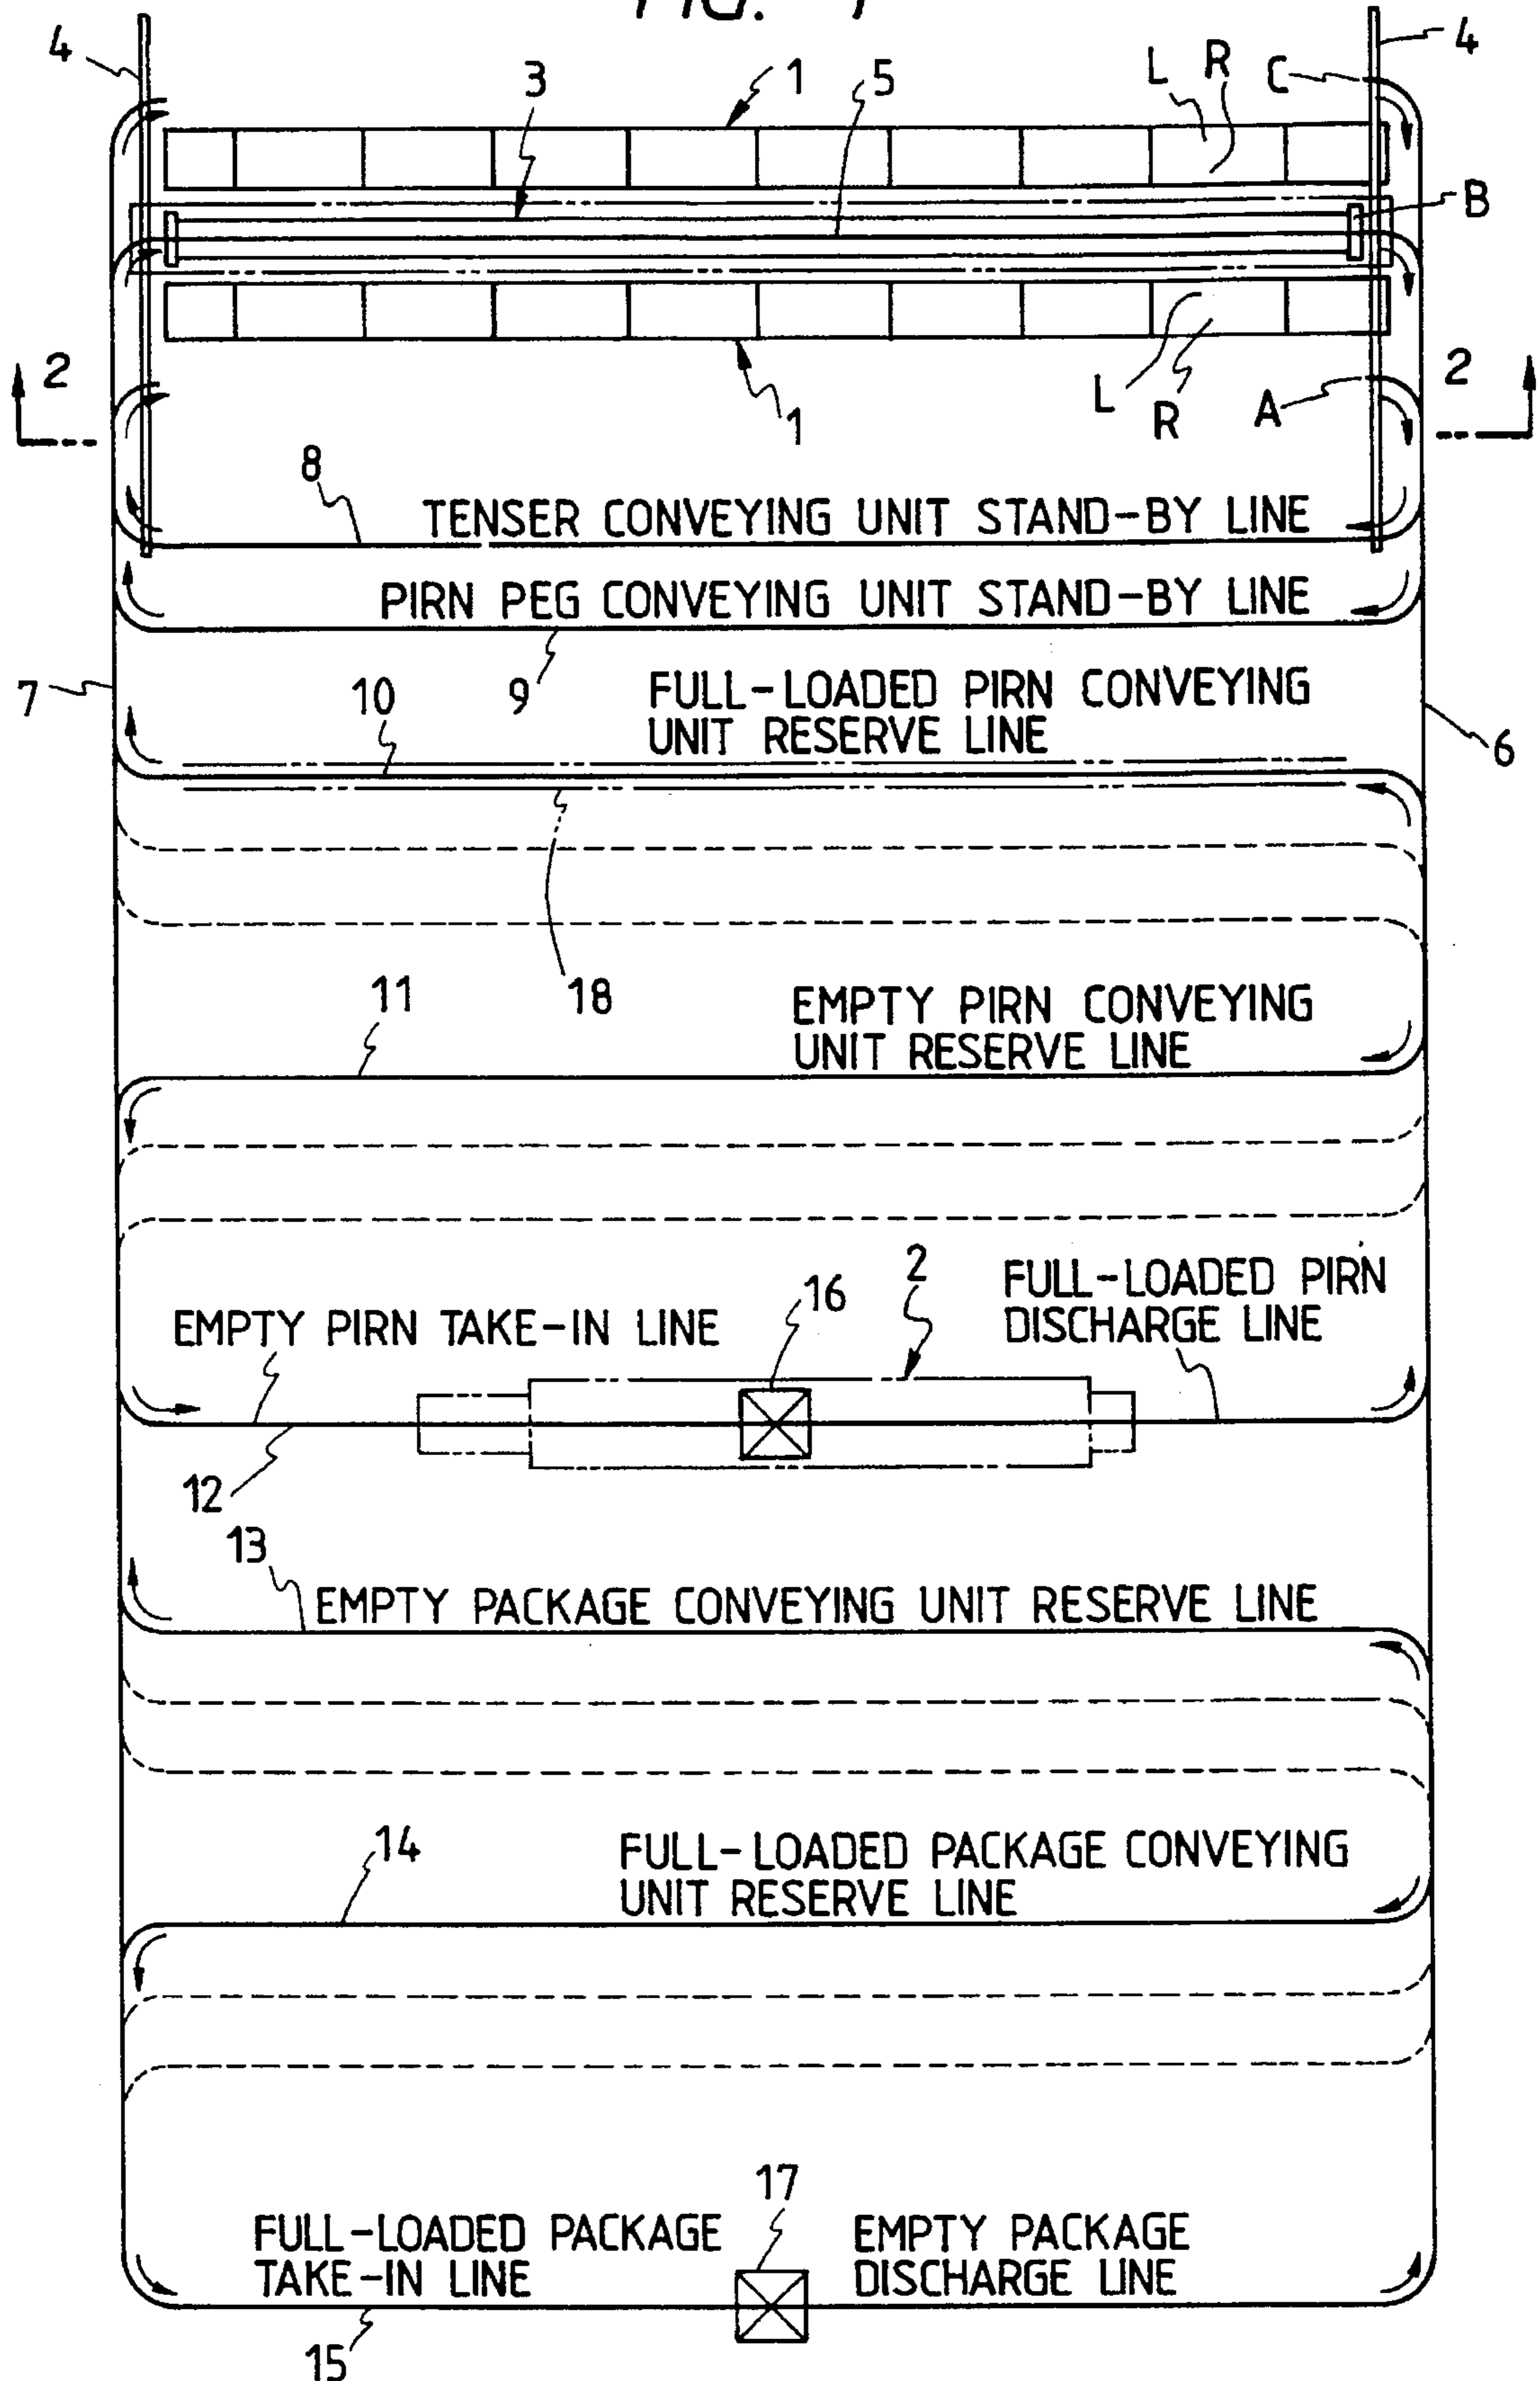 FIG. 1
4
3
1
5
L
R
C
4
B
2
1
L
R
A
2
8
TENSER CONVEYING UNIT STAND-BY LINE
PIRN PEG CONVEYING UNIT STAND-BY LINE
7
10
9
FULL-LOADED PIRN CONVEYING
UNIT RESERVE LINE
6
11
18
EMPTY PIRN CONVEYING
UNIT RESERVE LINE
EMPTY PIRN TAKE-IN LINE
16
2
FULL-LOADED PIRN
DISCHARGE LINE
12
13
EMPTY PACKAGE CONVEYING UNIT RESERVE LINE
14
FULL-LOADED PACKAGE CONVEYING
UNIT RESERVE LINE
17
FULL-LOADED PACKAGE
TAKE-IN LINE
EMPTY PACKAGE
DISCHARGE LINE
15